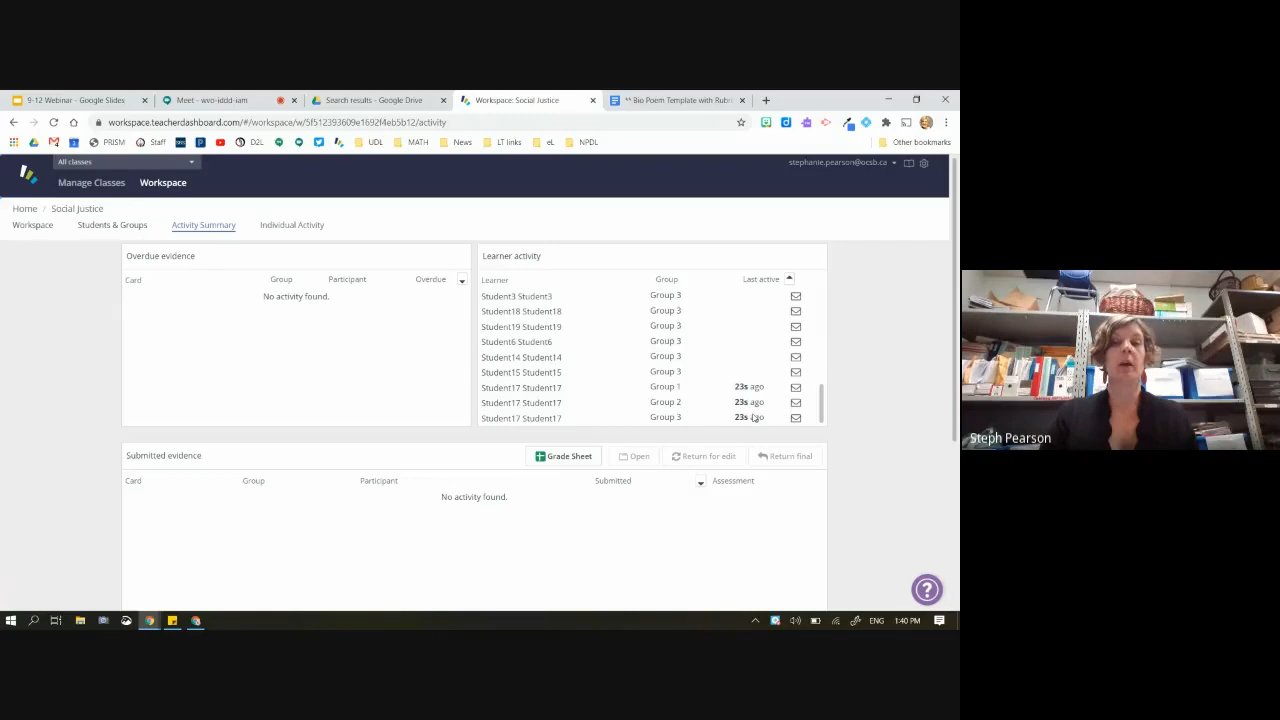 9-12 Webinar - Google Slides
Meet - wvo-iddd-iam
Search results - Google Drive
Workspace: Social Justice
** Bio Poem Template with Rubri
workspace.teacherdashboard.com/#/workspace/w/5f512393609e1692f4eb5b12/activity
PRISM
Staff
D2L
UDL
MATH
News
LT links
eL
NPDL
Other bookmarks
All classes
stephanie.pearson@ocsb.ca
Manage Classes
Workspace
Home / Social Justice
Workspace
Students & Groups
Activity Summary
Individual Activity
Overdue evidence
Card Group Participant Overdue
No activity found.
Learner activity
Learner Group Last active
Student3 Student3 Group 3
Student18 Student18 Group 3
Student19 Student19 Group 3
Student6 Student6 Group 3
Student14 Student14 Group 3
Student15 Student15 Group 3
Student17 Student17 Group 1 23s ago
Student17 Student17 Group 2 23s ago
Student17 Student17 Group 3 23s ago
Submitted evidence
Grade Sheet
Open
Return for edit
Return final
Card Group Participant Submitted Assessment
No activity found.
?
ENG
1:40 PM
Steph Pearson